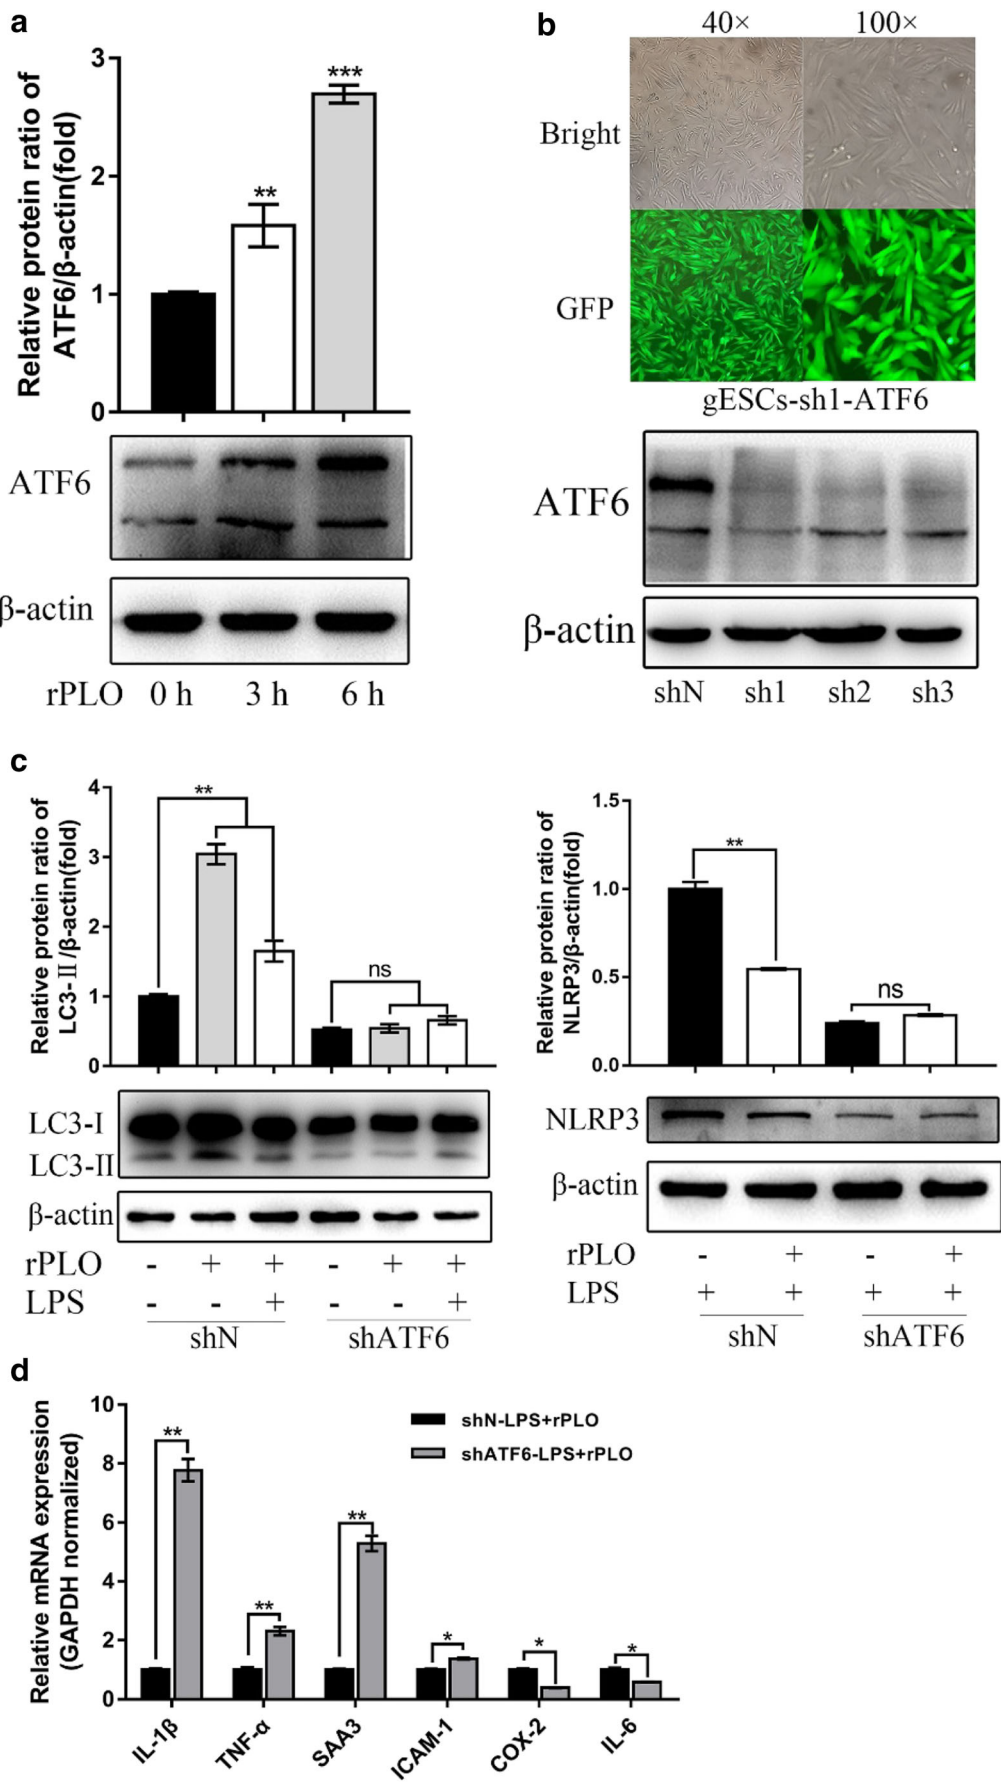 a
Relative protein ratio of
ATF6/β-actin(fold)
3
2
1
0
**
***
ATF6
β-actin
rPLO 0 h 3 h 6 h
b
40× 100×
Bright
GFP
gESCs-sh1-ATF6
ATF6
β-actin
shN sh1 sh2 sh3
c
Relative protein ratio of
LC3-II/β-actin(fold)
4
3
2
1
0
**
ns
LC3-I
LC3-II
β-actin
rPLO - + + - + +
LPS - - + - - +
shN shATF6
Relative protein ratio of
NLRP3/β-actin(fold)
1.5
1.0
0.5
0.0
**
ns
NLRP3
β-actin
rPLO - + - +
LPS + + + +
shN shATF6
d
Relative mRNA expression
(GAPDH normalized)
10
8
6
4
2
0
shN-LPS+rPLO
shATF6-LPS+rPLO
** ** ** * * *
IL-1β TNF-α SAA3 ICAM-1 COX-2 IL-6